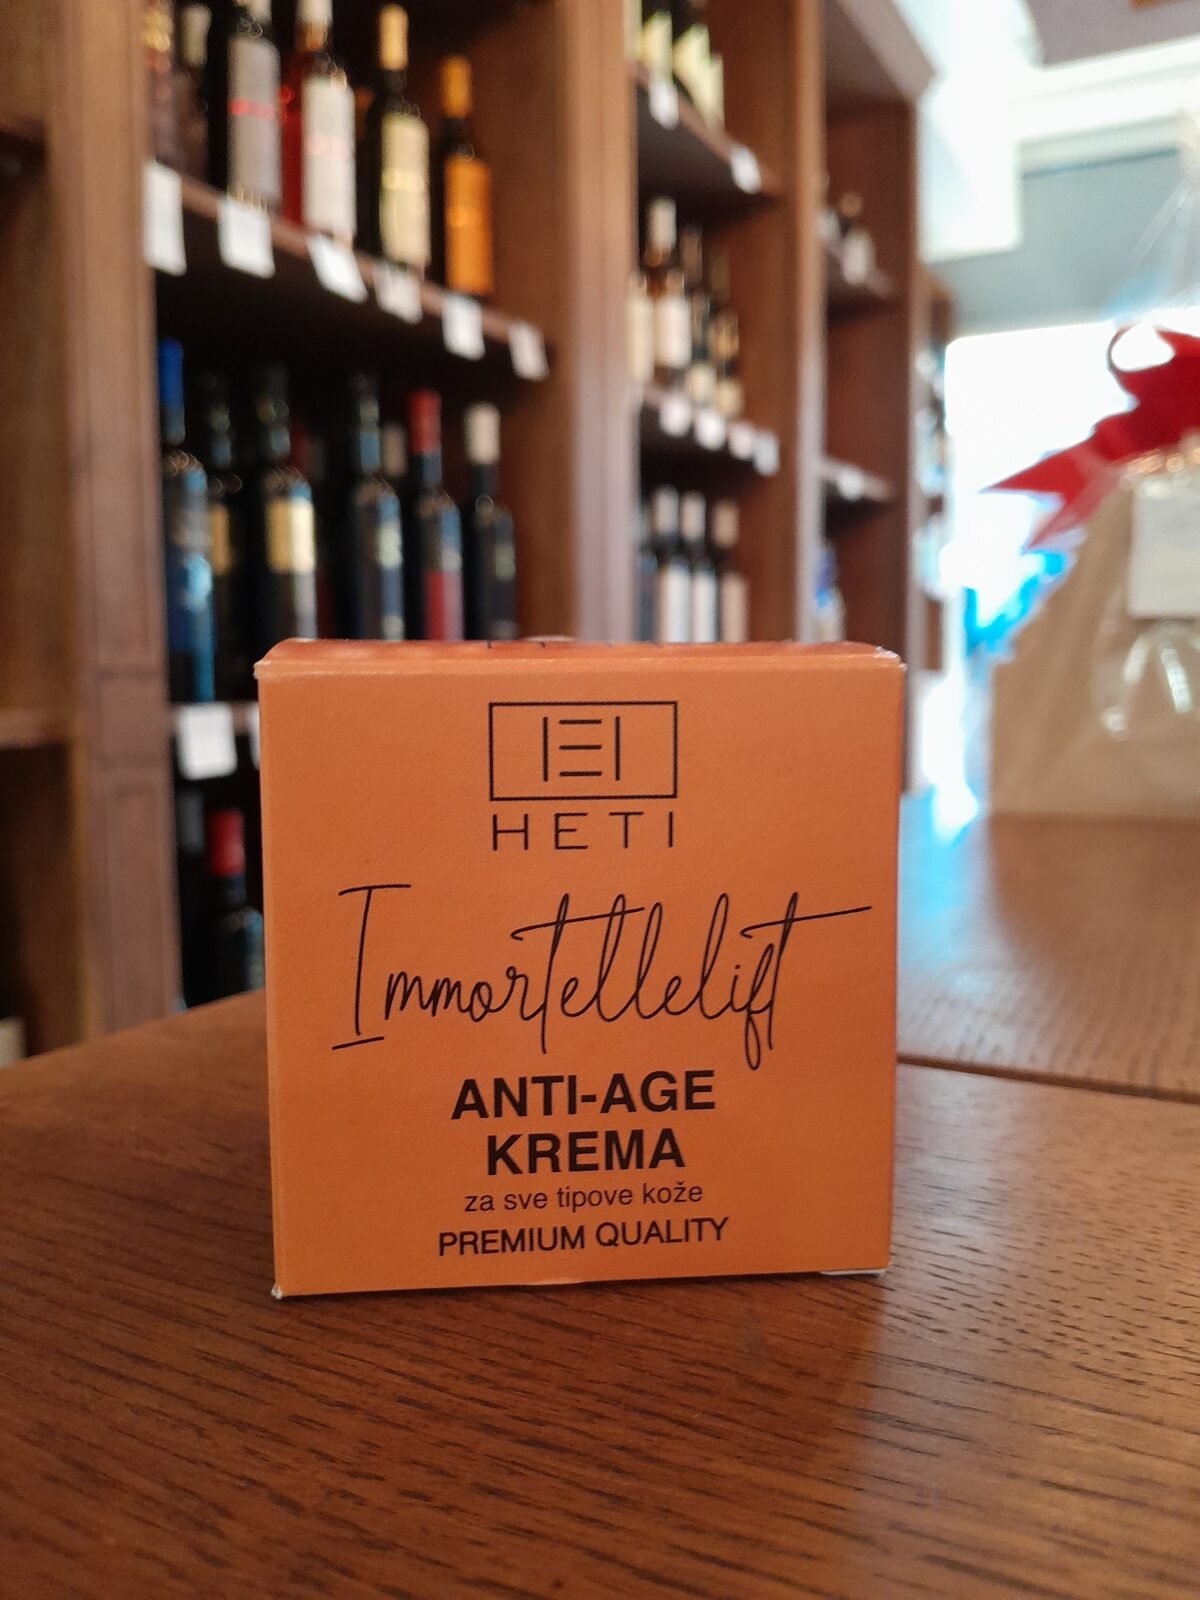 HETI
Immortellelift
ANTI-AGE
KREMA
za sve tipove kože
PREMIUM QUALITY